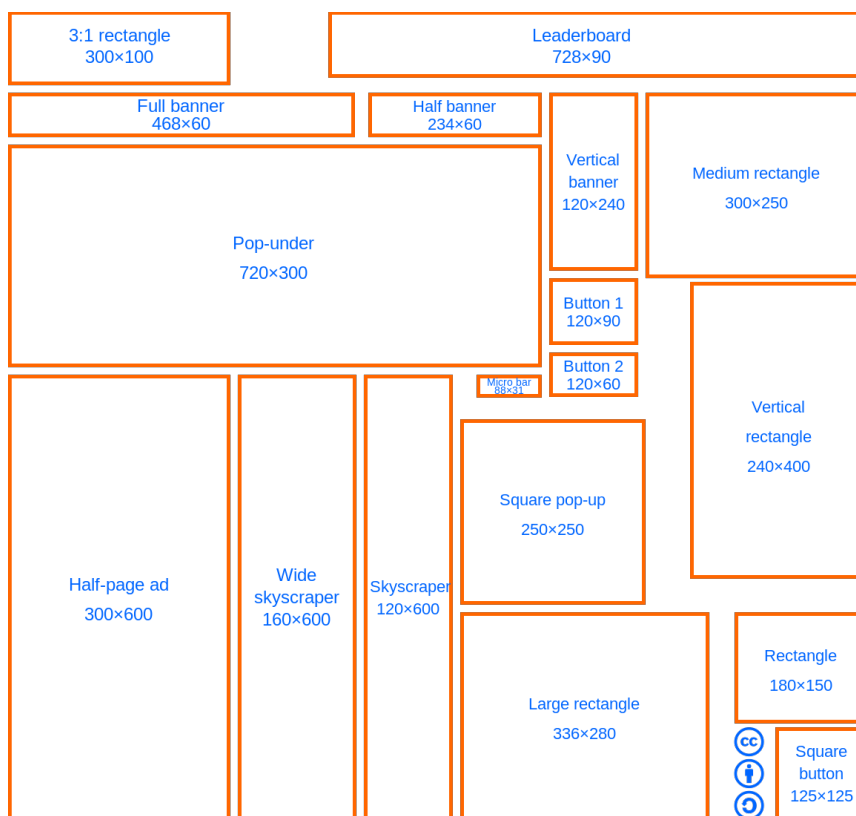 3:1 rectangle
300×100
Leaderboard
728×90
Full banner
468×60
Half banner
234×60
Vertical
banner
120×240
Medium rectangle
300×250
Pop-under
720×300
Button 1
120×90
Button 2
120×60
Micro bar
88×31
Vertical
rectangle
240×400
Square pop-up
250×250
Half-page ad
300×600
Wide
skyscraper
160×600
Skyscraper
120×600
Large rectangle
336×280
Rectangle
180×150
cc
Square
button
125×125